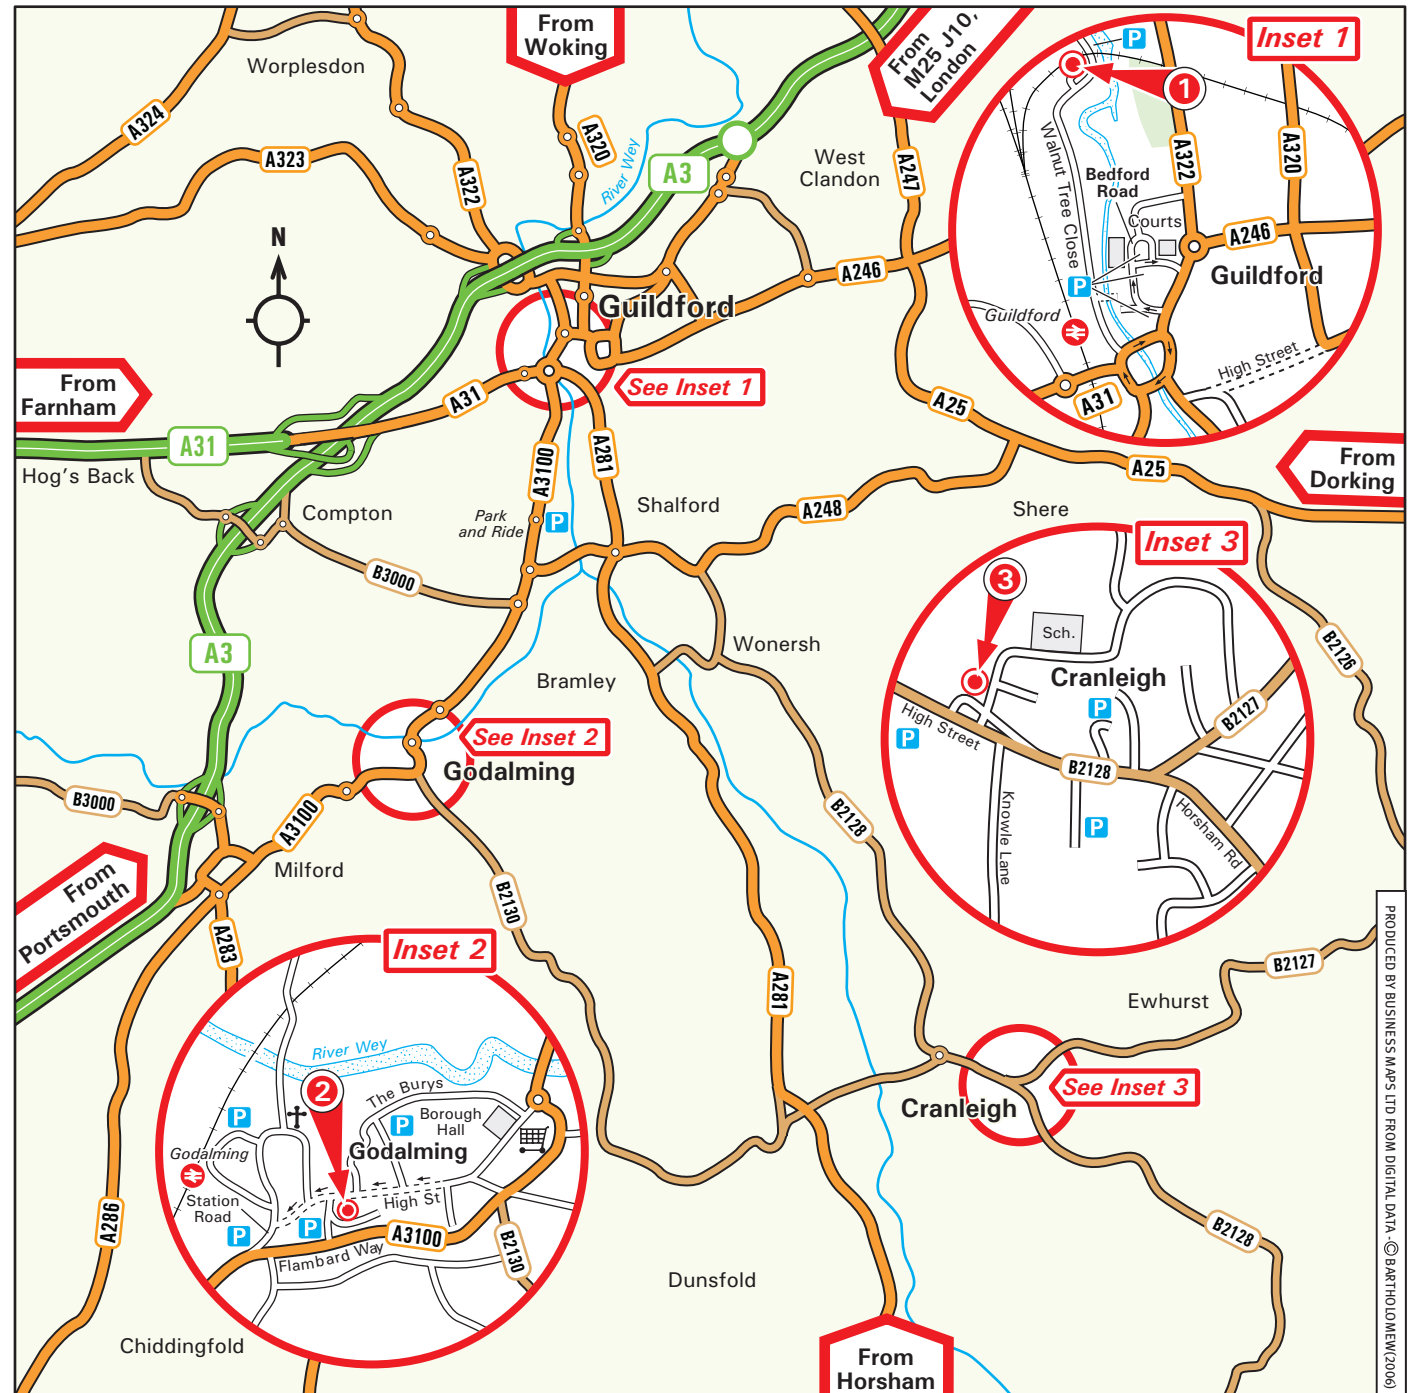 From
Woking
From
M25 J10,
London
Inset 1
1
Worplesdon
A324
A323
A322
A320
River Wey
A3
West
Clandon
A247
A322
A320
Walnut Tree Close
Bedford
Road
Courts
A246
Guildford
P
P
Guildford
High Street
A31
N
A246
Guildford
From
Farnham
See Inset 1
A31
A31
A25
A25
From
Dorking
Hog's Back
A3100
A281
Compton
Park
and Ride
P
Shalford
A248
Shere
B3000
Inset 3
3
Sch.
Cranleigh
P
High Street
P
B2127
B2128
P
Knowle Lane
Horsham Rd
B2126
A3
Wonersh
Bramley
See Inset 2
Godalming
B3000
A3100
B2128
From
Portsmouth
Milford
B2130
A283
Inset 2
River Wey
2
The Burys
P
P
Borough
Hall
Godalming
Godalming
Station
Road
High St
P
P
A3100
Flambard Way
B2130
A281
B2127
Ewhurst
See Inset 3
Cranleigh
A286
B2128
Dunsfold
Chiddingfold
From
Horsham
PRODUCED BY BUSINESS MAPS LTD FROM DIGITAL DATA - © BARTHOLOMEW(2006)